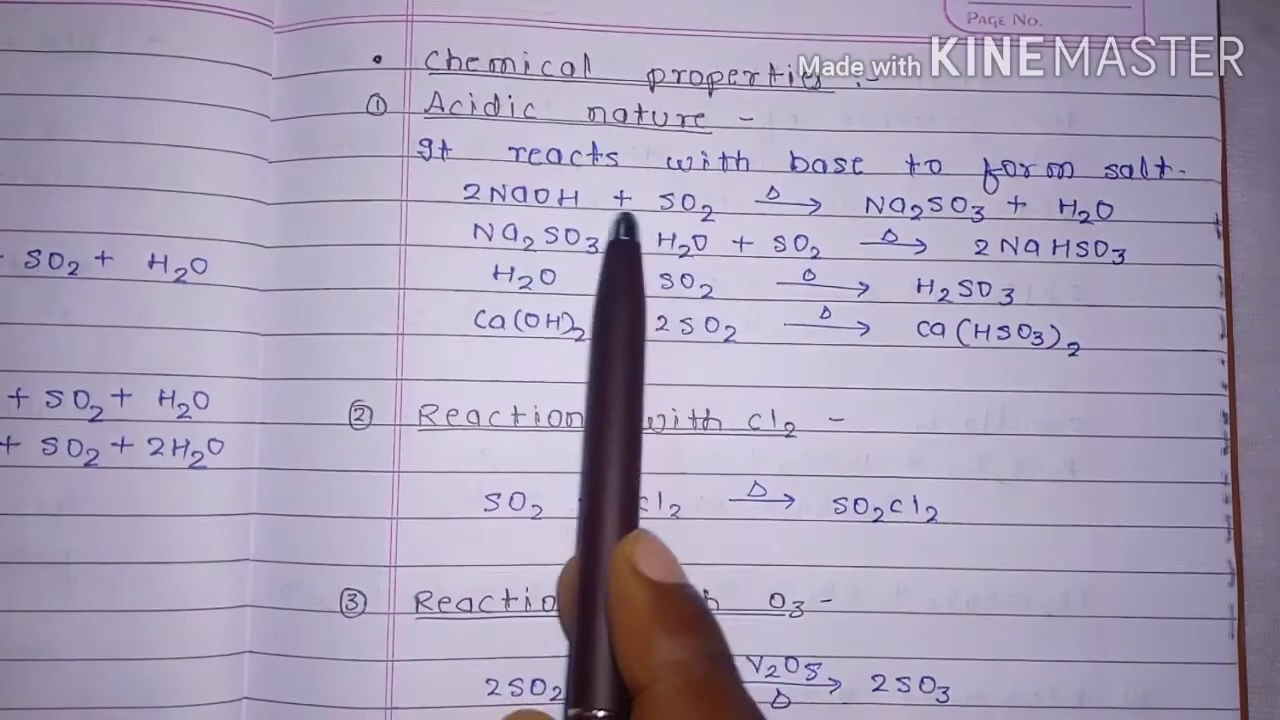 PAGE NO.
Made with KINEMASTER
• Chemical properties :-
① Acidic nature -
It reacts with base to form salt.
2NaOH + SO₂ Δ→ Na₂SO₃ + H₂O
Na₂SO₃ H₂O + SO₂ Δ→ 2NaHSO₃
H₂O SO₂ Δ→ H₂SO₃
Ca(OH)₂ 2SO₂ Δ→ Ca(HSO₃)₂
② Reaction with Cl₂ -
SO₂ Cl₂ Δ→ SO₂Cl₂
③ Reactio O₃ -
2SO₂ V₂O5 Δ→ 2SO₃
SO₂ + H₂O
+ SO₂ + H₂O
+ SO₂ + 2H₂O